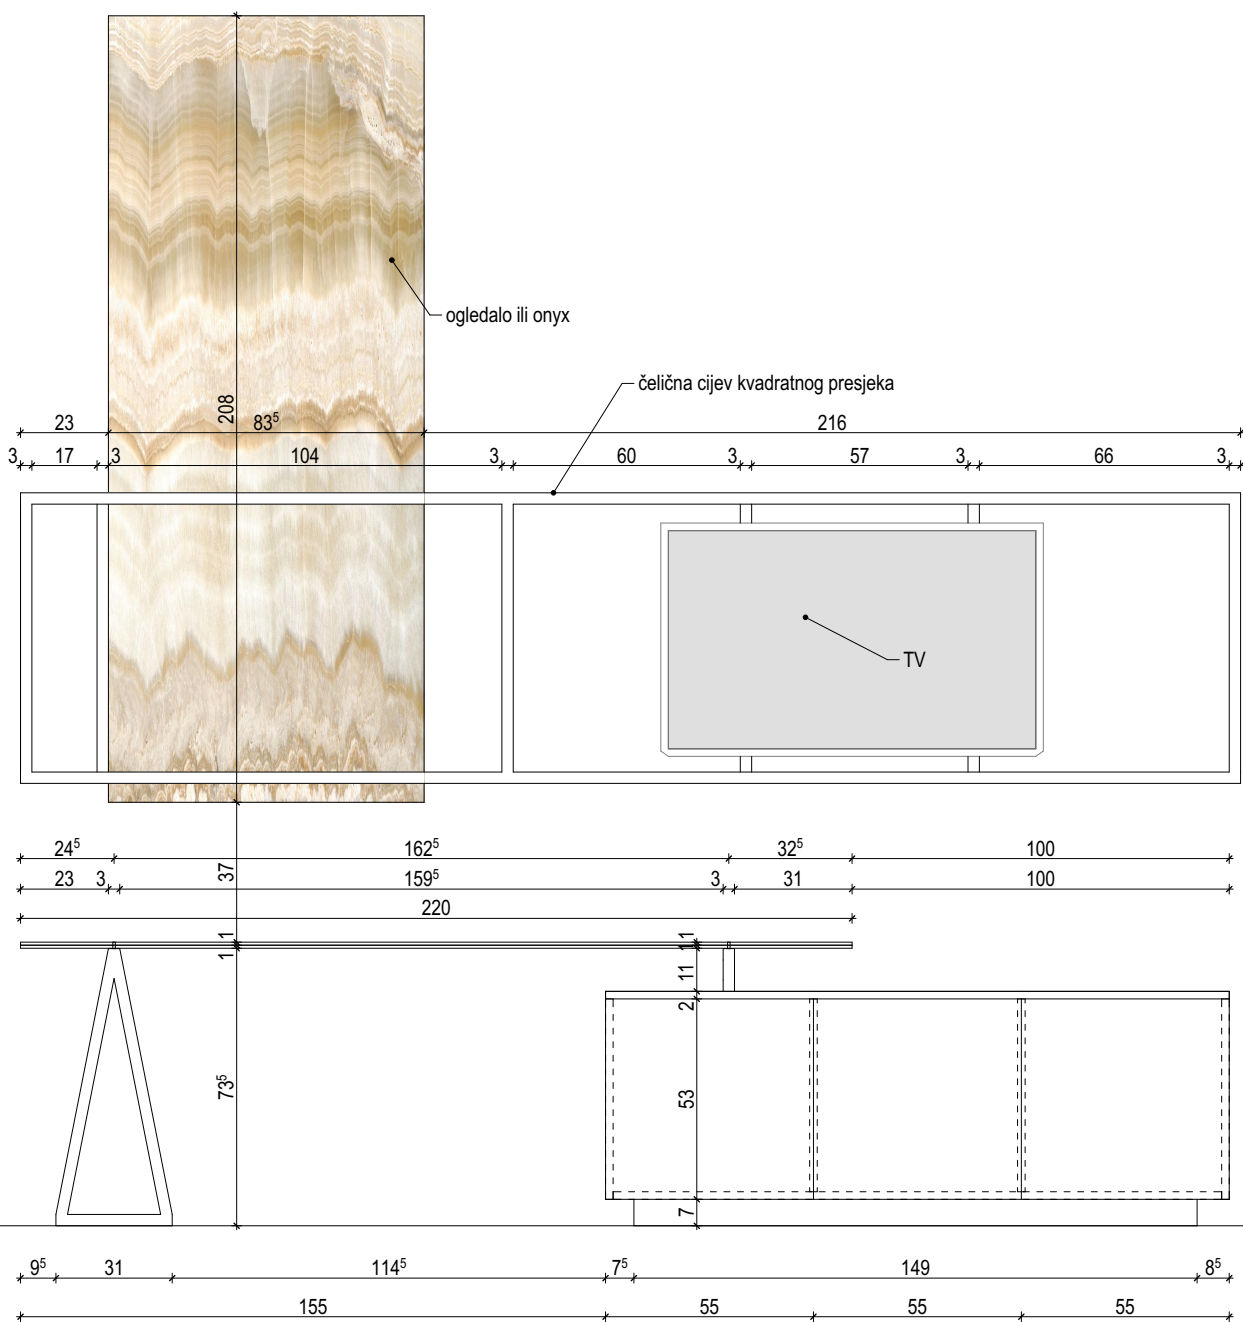 ogledalo ili onyx
čelična cijev kvadratnog presjeka
208
23 83⁵ 216
3 17 3 104 3 60 3 57 3 66 3
TV
24⁵ 162⁵ 32⁵ 100
37
23 3 159⁵ 3 31 100
220
1 1
1 1
11
2
73⁵ 53
7
9⁵ 31 114⁵ 7⁵ 149 8⁵
155 55 55 55